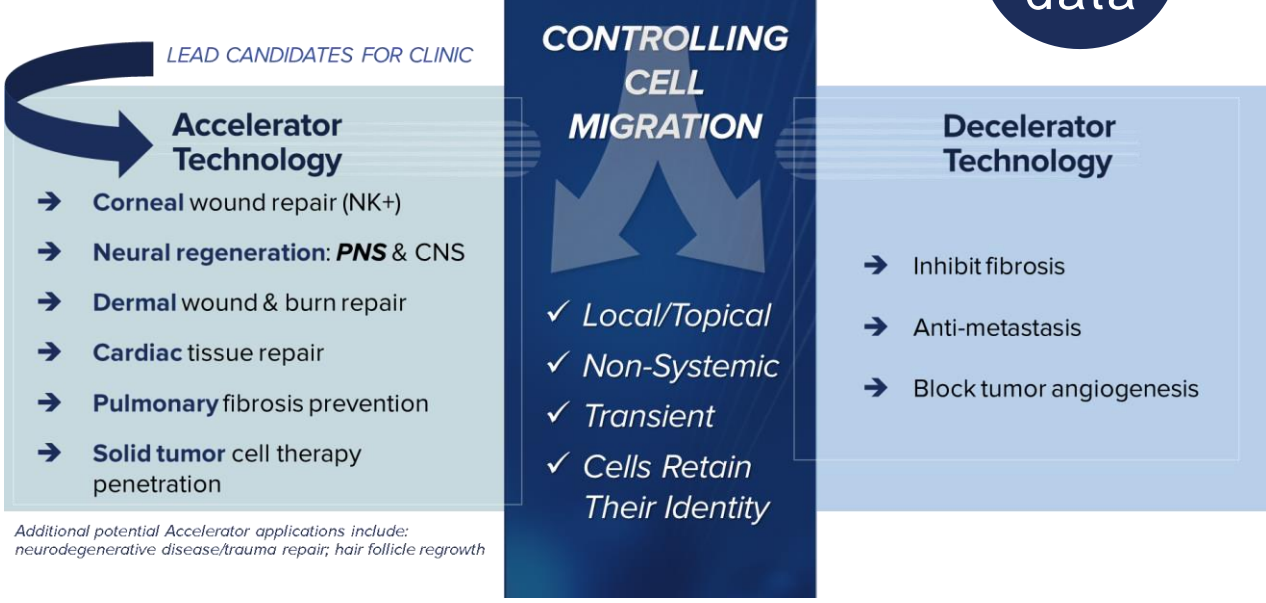 data
LEAD CANDIDATES FOR CLINIC
Accelerator
Technology
➔ Corneal wound repair (NK+)
➔ Neural regeneration: PNS & CNS
➔ Dermal wound & burn repair
➔ Cardiac tissue repair
➔ Pulmonary fibrosis prevention
➔ Solid tumor cell therapy
penetration
Additional potential Accelerator applications include:
neurodegenerative disease/trauma repair; hair follicle regrowth
CONTROLLING
CELL
MIGRATION
✓ Local/Topical
✓ Non-Systemic
✓ Transient
✓ Cells Retain
Their Identity
Decelerator
Technology
➔ Inhibit fibrosis
➔ Anti-metastasis
➔ Block tumor angiogenesis